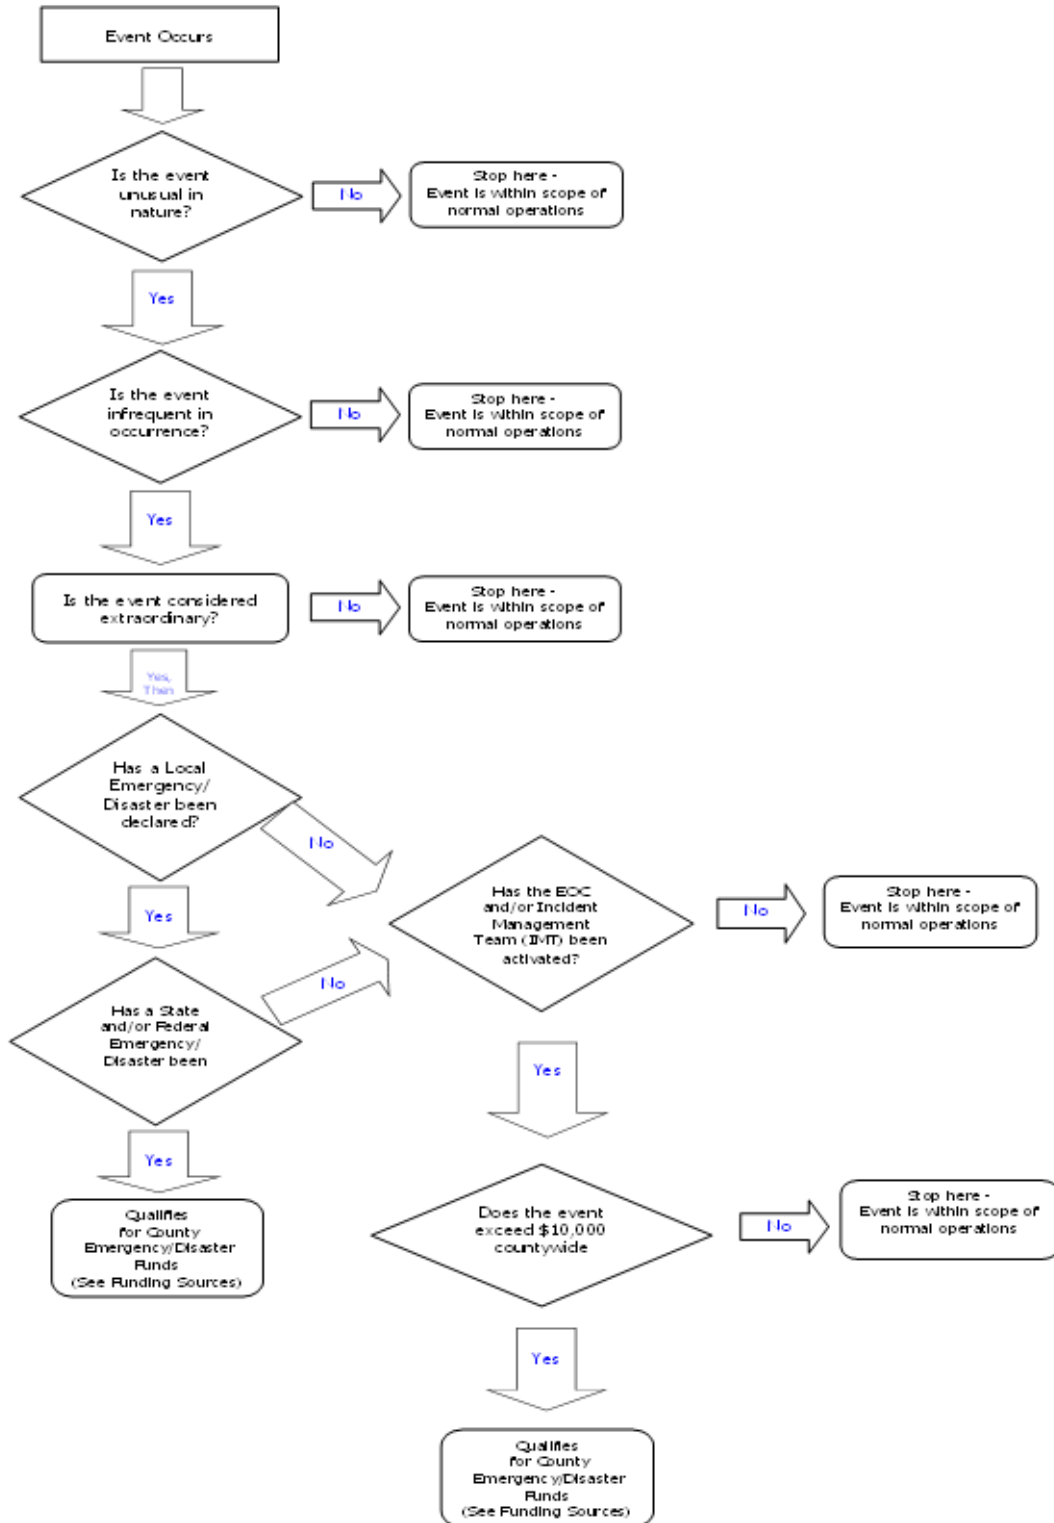 Event Occurs
Is the event
unusual in
nature?
No
Stop here -
Event is within scope of
normal operations
Yes
Is the event
infrequent in
occurrence?
No
Stop here -
Event is within scope of
normal operations
Yes
Is the event considered
extraordinary?
No
Stop here -
Event is within scope of
normal operations
Yes,
Then
Has a Local
Emergency/
Disaster been
declared?
No
Yes
Has the EOC
and/or Incident
Management
Team (IMT) been
activated?
No
Stop here -
Event is within scope of
normal operations
Has a State
and/or Federal
Emergency/
Disaster been
No
Yes
Yes
Qualifies
for County
Emergency/Disaster
Funds
(See Funding Sources)
Does the event
exceed $10,000
countywide
No
Stop here -
Event is within scope of
normal operations
Yes
Qualifies
for County
Emergency/Disaster
Funds
(See Funding Sources)